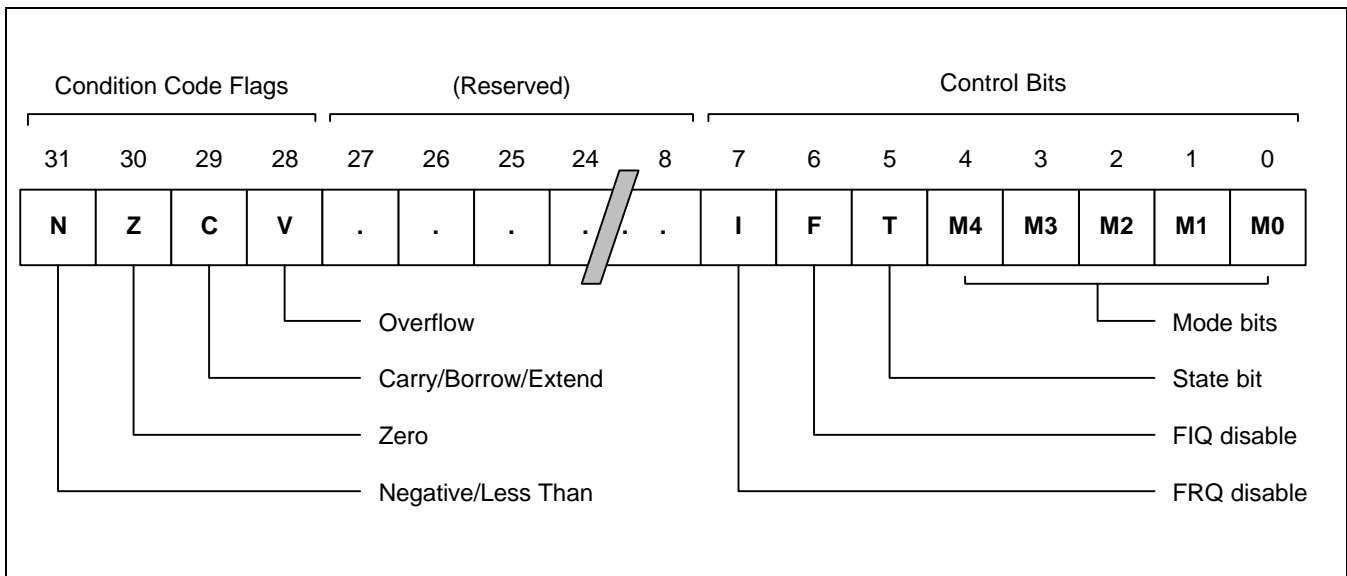 Condition Code Flags (Reserved) Control Bits
31 30 29 28 27 26 25 24 8 7 6 5 4 3 2 1 0
N Z C V . . . . . . I F T M4 M3 M2 M1 M0
Overflow Mode bits
Carry/Borrow/Extend State bit
Zero FIQ disable
Negative/Less Than FRQ disable